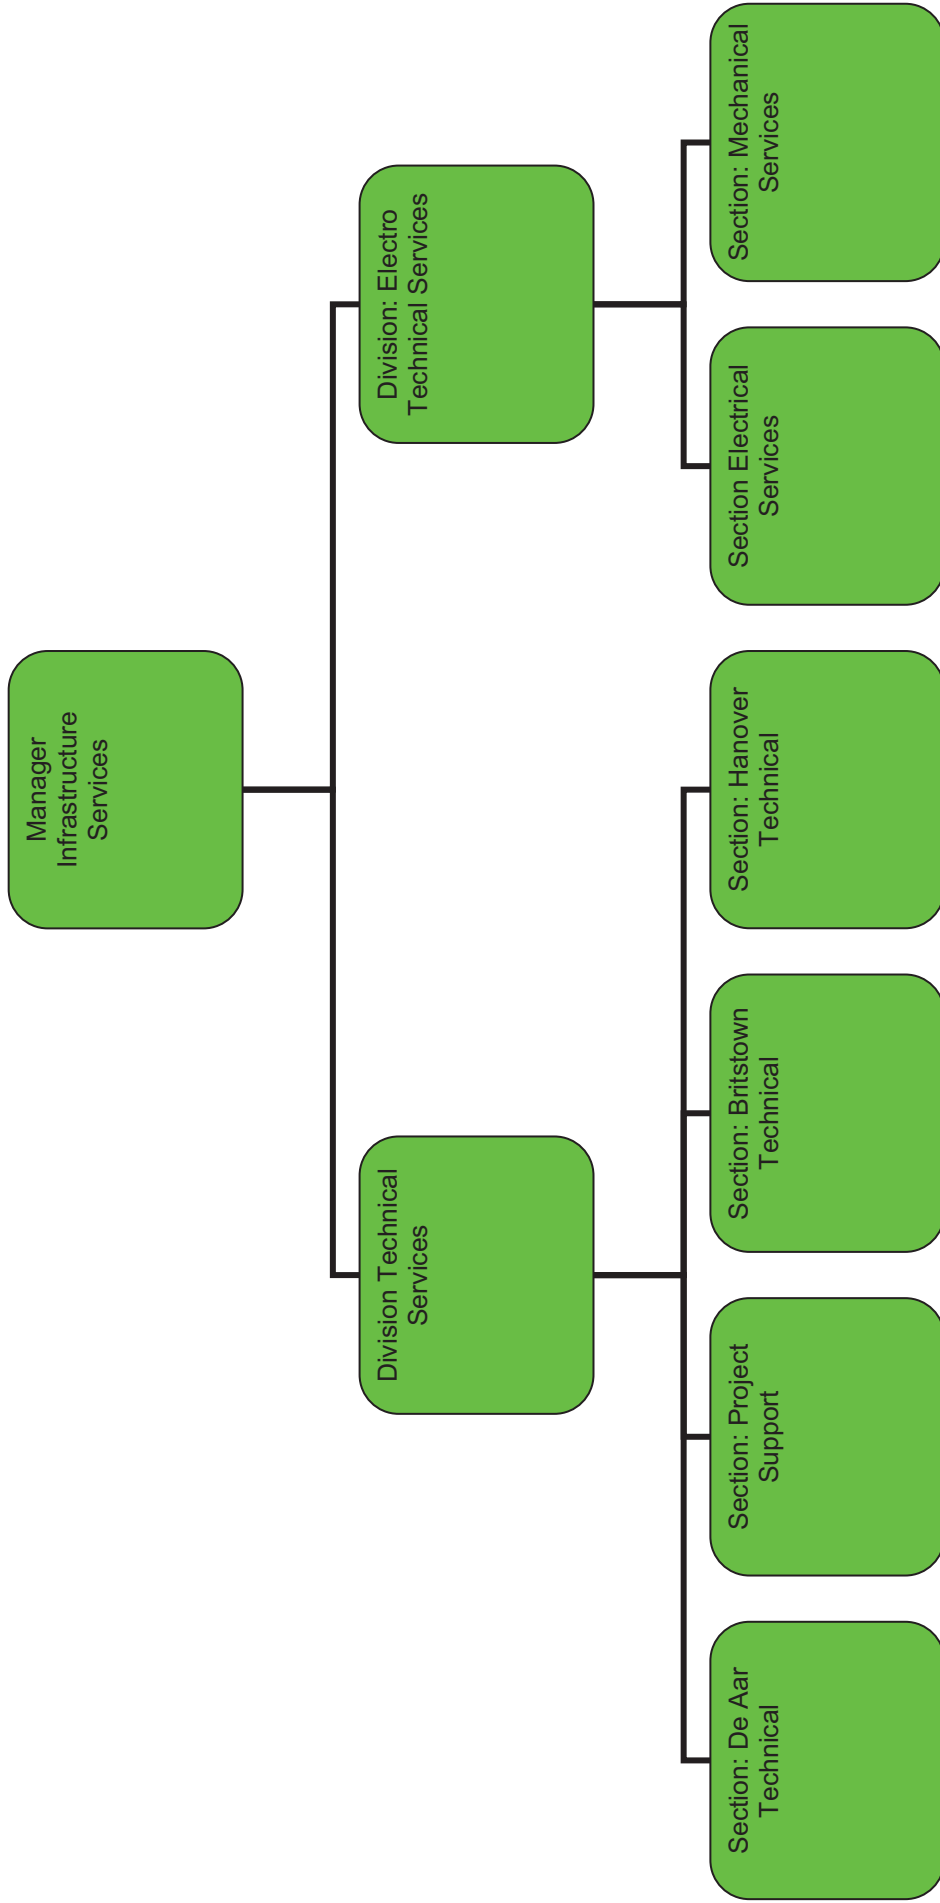 Manager
Infrastructure
Services
Division Technical
Services
Division: Electro
Technical Services
Section: De Aar
Technical
Section: Project
Support
Section: Britstown
Technical
Section: Hanover
Technical
Section Electrical
Services
Section: Mechanical
Services